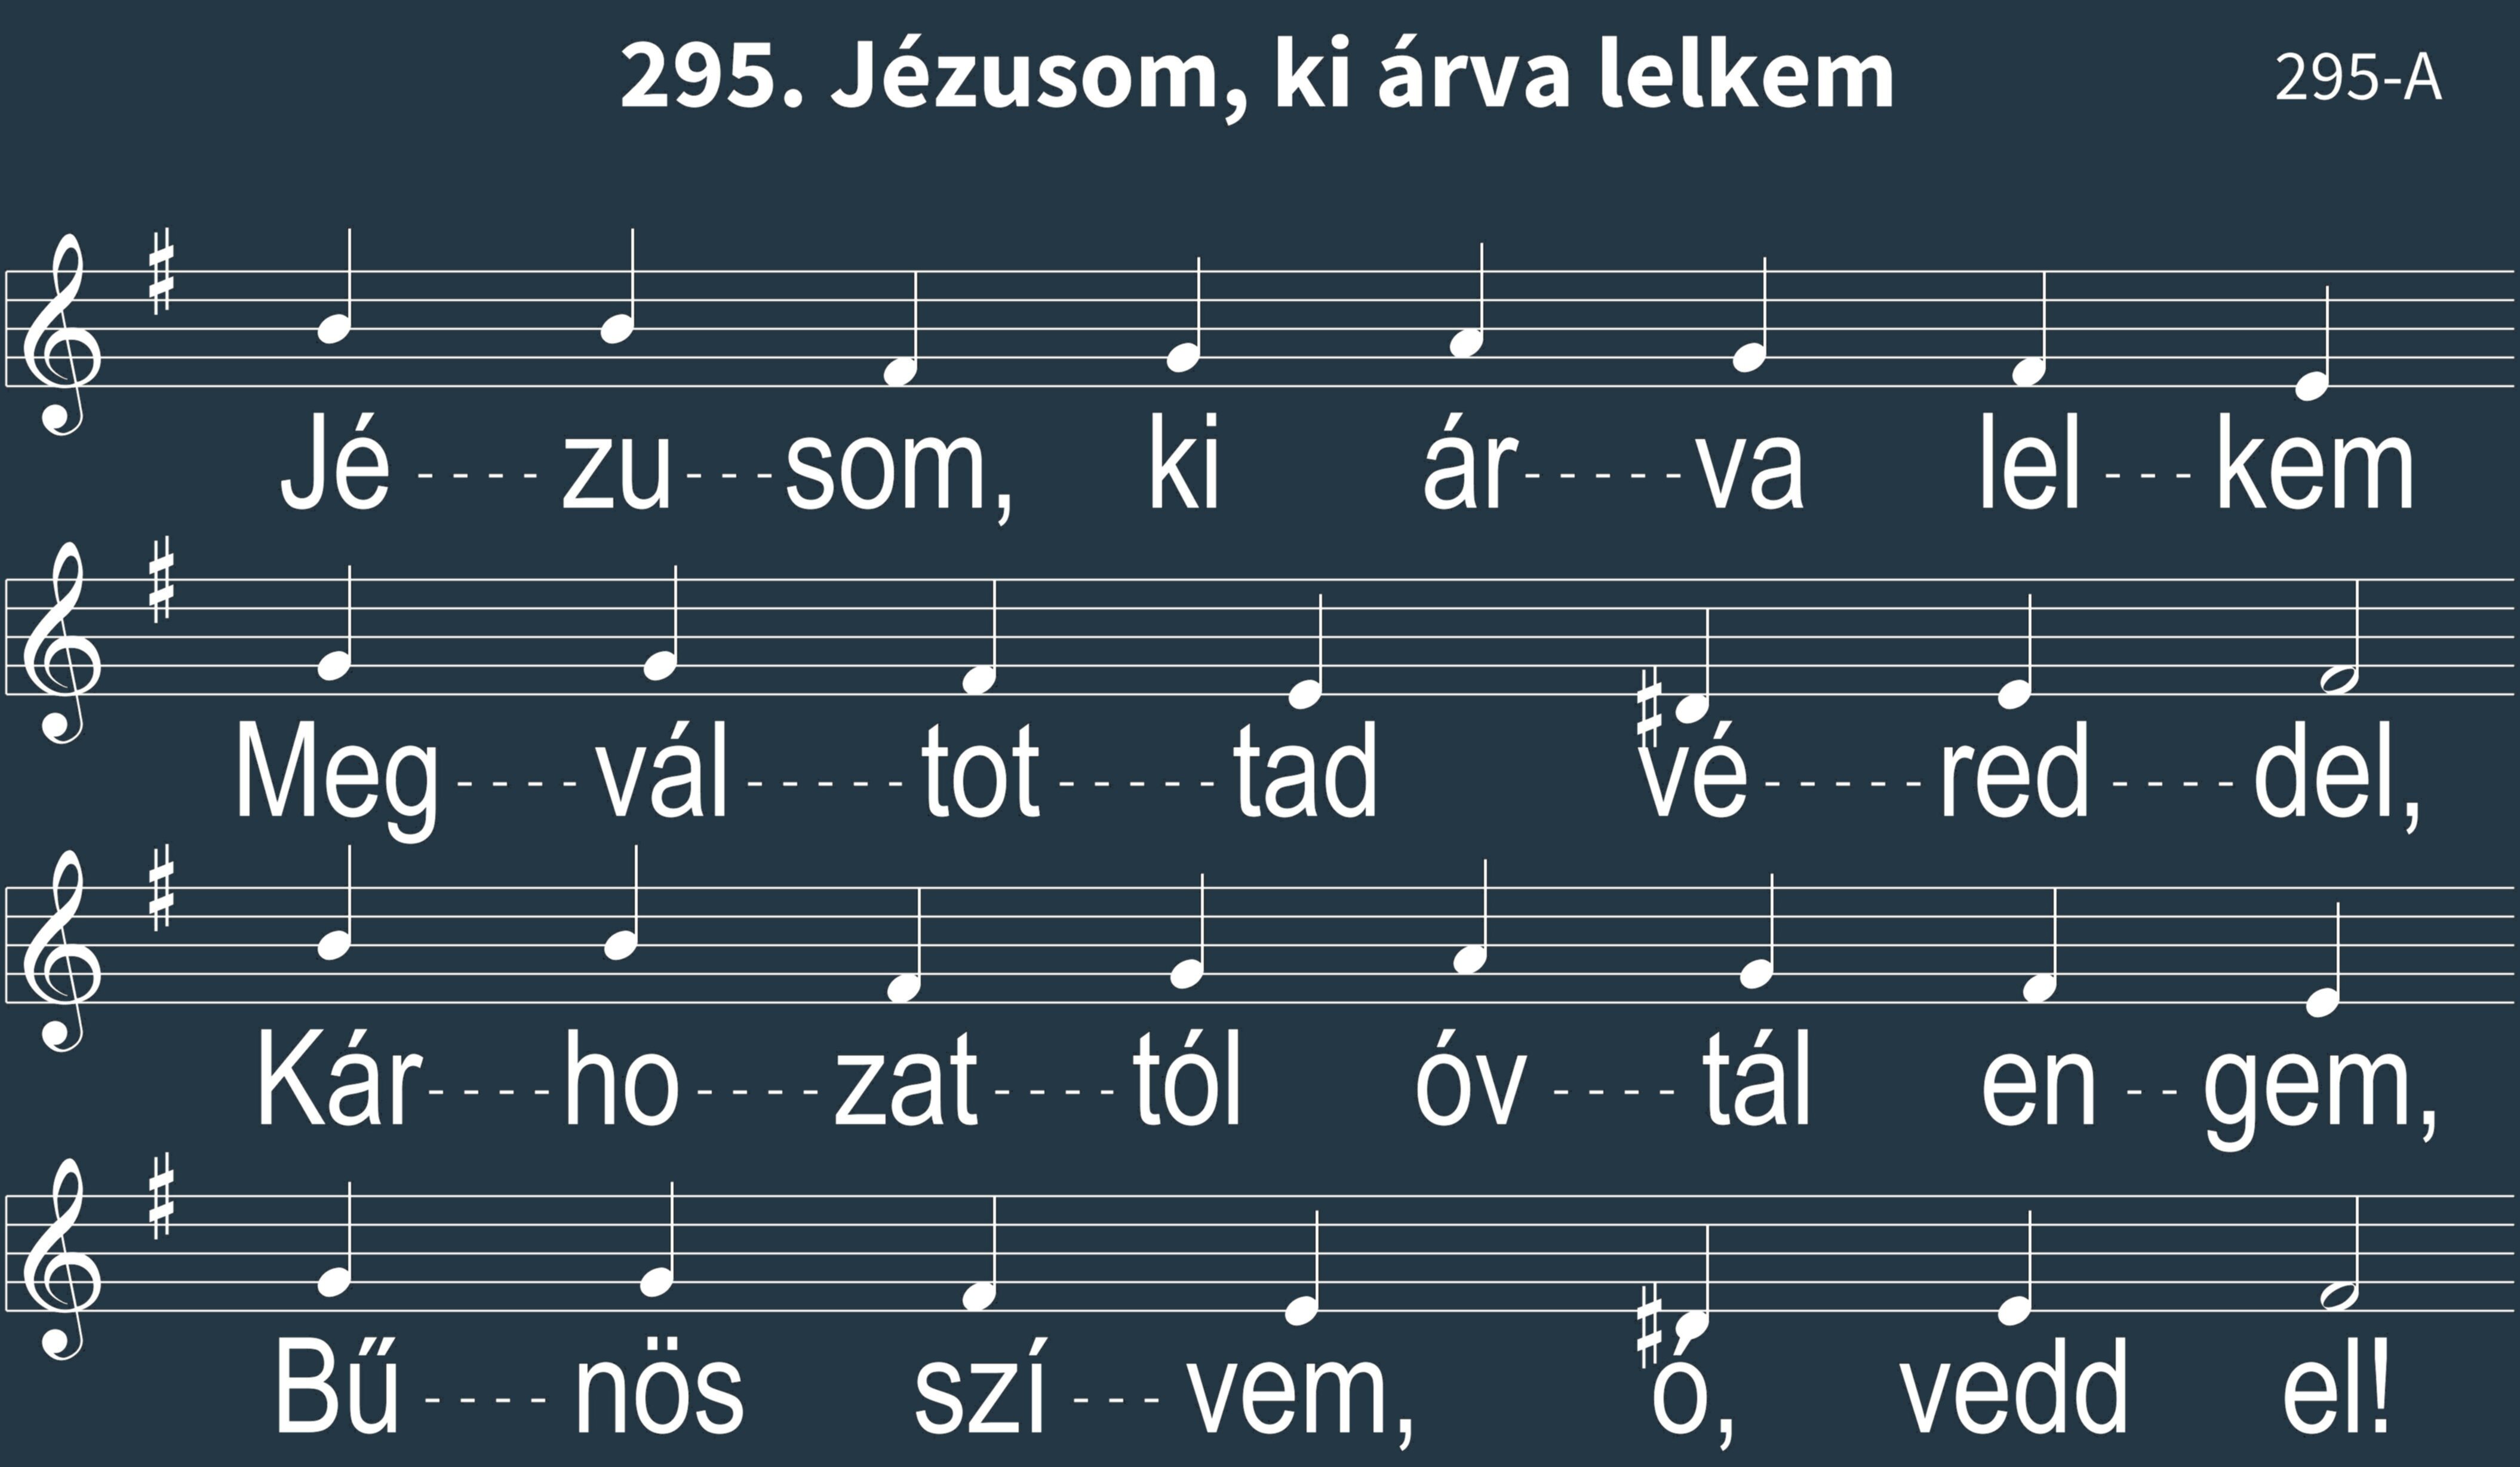 295. Jézusom, ki árva lelkem 295-A
Jé----zu---som, ki ár-----va lel---kem
Meg----vál-----tot-----tad vé-----red----del,
Kár----ho----zat----tól óv----tál en--gem,
Bű----nös szí---vem, ó, vedd el!